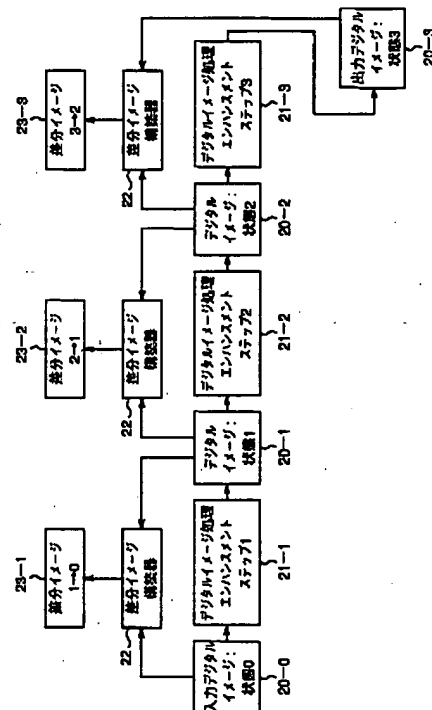 23-1
差分イメージ
1→0
23-2
差分イメージ
2→1
23-3
差分イメージ
3→2
22
差分イメージ
構築器
22
差分イメージ
構築器
22
差分イメージ
構築器
入力デジタル
イメージ:
状態0
20-0
デジタルイメージ処理
エンハンスメント
ステップ1
21-1
デジタル
イメージ:
状態1
20-1
デジタルイメージ処理
エンハンスメント
ステップ2
21-2
デジタル
イメージ:
状態2
20-2
デジタルイメージ処理
エンハンスメント
ステップ3
21-3
出力デジタル
イメージ:
状態3
20-3